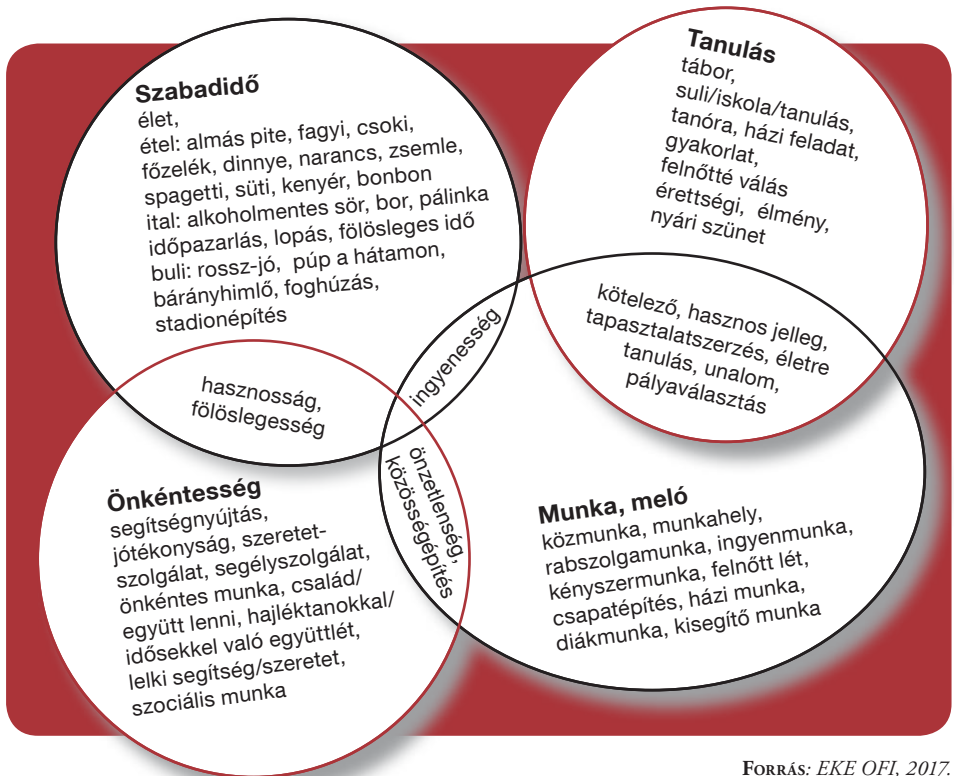 Szabadidő
élet,
étel: almás pite, fagyi, csoki,
főzelék, dinnye, narancs, zsemle,
spagetti, süti, kenyér, bonbon
ital: alkoholmentes sör, bor, pálinka
időpazarlás, lopás, fölösleges idő
buli: rossz-jó, púp a hátamon,
bárányhimlő, foghúzás,
stadionépítés
Tanulás
tábor,
suli/iskola/tanulás,
tanóra, házi feladat,
gyakorlat,
felnőtté válás
érettségi, élmény,
nyári szünet
kötelező, hasznos jelleg,
tapasztalatszerzés, életre
tanulás, unalom,
pályaválasztás
ingyenesség
hasznosság,
fölöslegesség
önzetlenség,
közösségépítés
Önkéntesség
segítségnyújtás,
jótékonyság, szeretet-
szolgálat, segélyszolgálat,
önkéntes munka, család/
együtt lenni, hajléktanokkal/
idősekkel való együttlét,
lelki segítség/szeretet,
szociális munka
Munka, meló
közmunka, munkahely,
rabszolgamunka, ingyenmunka,
kényszermunka, felnőtt lét,
csapatépítés, házi munka,
diákmunka, kisegítő munka
FORRÁS: EKE OFI, 2017.